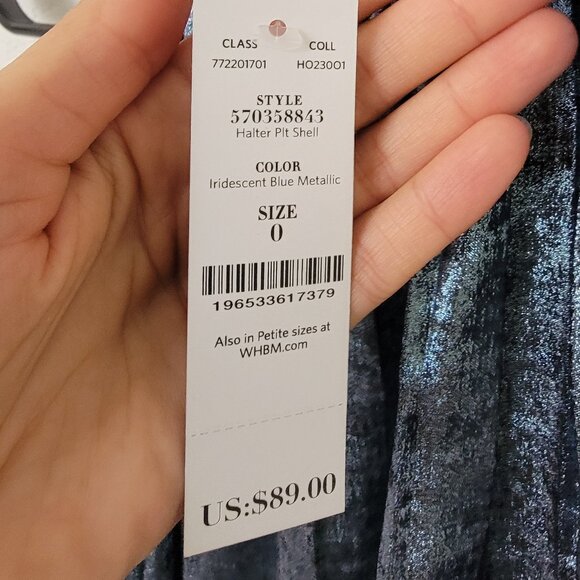 CLASS COLL
772201701 HO23001
STYLE
570358843
Halter Plt Shell
COLOR
Iridescent Blue Metallic
SIZE
0
196533617379
Also in Petite sizes at
WHBM.com
US:$89.00